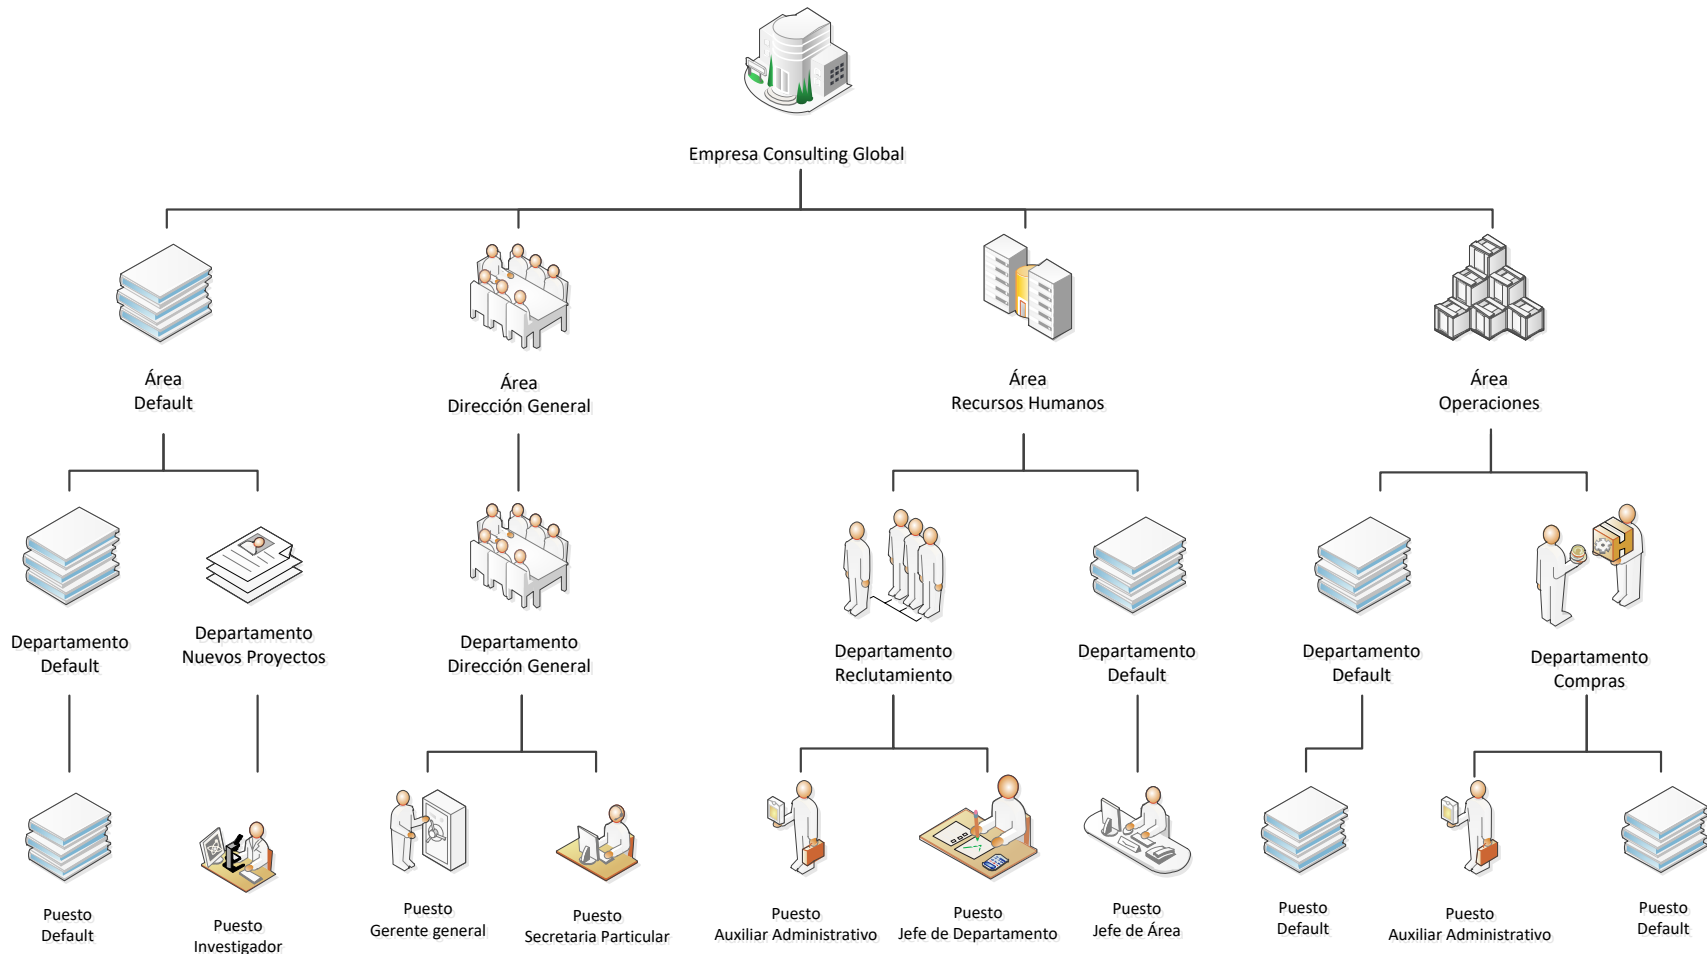 Empresa Consulting Global
Área
Default
Área
Dirección General
Área
Recursos Humanos
Área
Operaciones
Departamento
Default
Departamento
Nuevos Proyectos
Departamento
Dirección General
Departamento
Reclutamiento
Departamento
Default
Departamento
Default
Departamento
Compras
Puesto
Default
Puesto
Investigador
Puesto
Gerente general
Puesto
Secretaria Particular
Puesto
Auxiliar Administrativo
Puesto
Jefe de Departamento
Puesto
Jefe de Área
Puesto
Default
Puesto
Auxiliar Administrativo
Puesto
Default